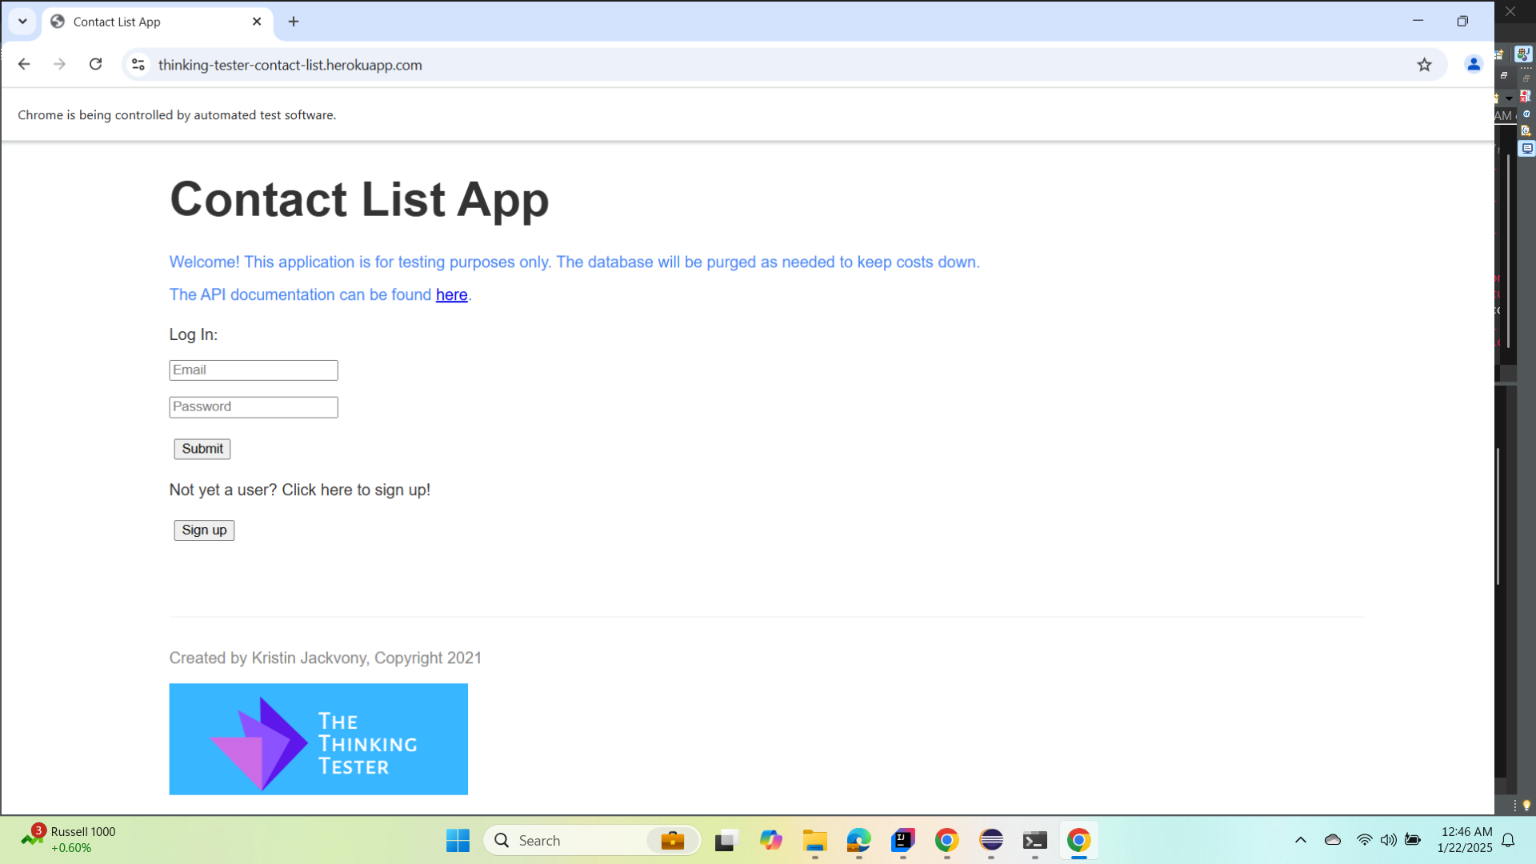 Contact List App
thinking-tester-contact-list.herokuapp.com
Chrome is being controlled by automated test software.
AM
Contact List App
Welcome! This application is for testing purposes only. The database will be purged as needed to keep costs down.
The API documentation can be found here.
Log In:
Email
Password
Submit
Not yet a user? Click here to sign up!
Sign up
Created by Kristin Jackvony, Copyright 2021
THE
THINKING
TESTER
3
Russell 1000
+0.60%
Search
12:46 AM
1/22/2025